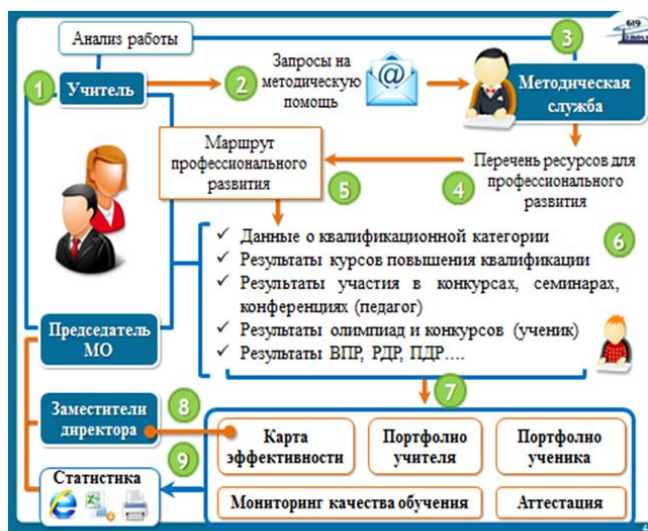 619
Анализ работы
3
1
Учитель
2
Запросы на
методическую
помощь
@
Методическая
служба
Маршрут
профессионального
развития
5
4
Перечень ресурсов для
профессионального
развития
✓ Данные о квалификационной категории
6
✓ Результаты курсов повышения квалификации
✓ Результаты участия в конкурсах, семинарах,
конференциях (педагог)
✓ Результаты олимпиад и конкурсов (ученик)
✓ Результаты ВПР, РДР, ПДР….
Председатель
МО
7
Заместители
директора
8
Карта
эффективности
Портфолио
учителя
Портфолио
ученика
9
Статистика
Мониторинг качества обучения
Аттестация